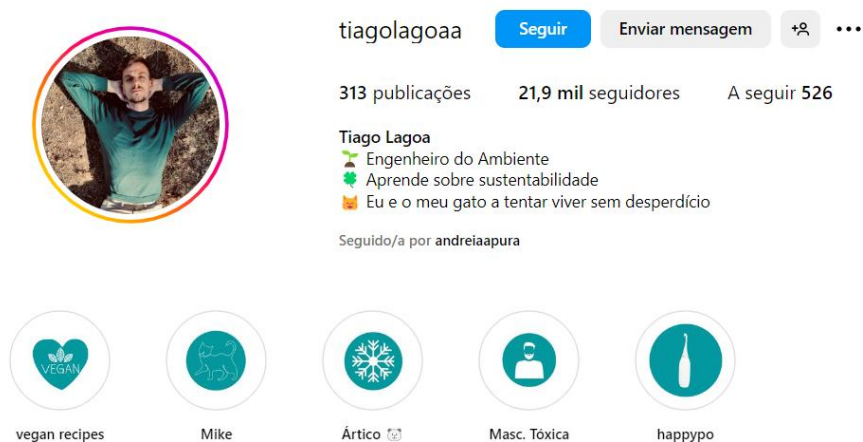 tiagolagoaa Seguir Enviar mensagem
313 publicações 21,9 mil seguidores A seguir 526
Tiago Lagoa
🌱 Engenheiro do Ambiente
🍀 Aprende sobre sustentabilidade
🐱 Eu e o meu gato a tentar viver sem desperdício
Seguido/a por andreiaapura
VEGAN
vegan recipes Mike Ártico 🐻‍❄️ Masc. Tóxica happypo